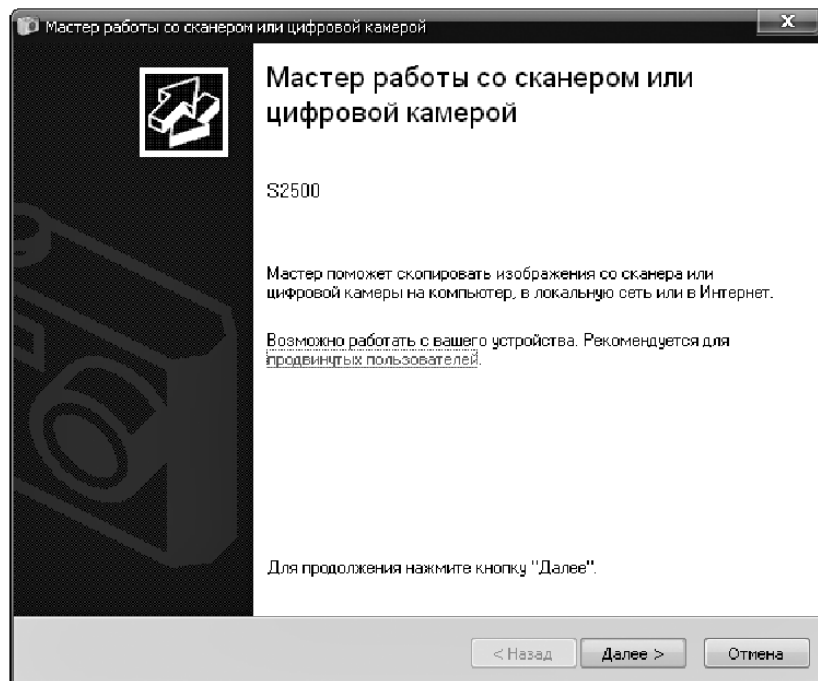 Мастер работы со сканером или цифровой камерой
X
Мастер работы со сканером или
цифровой камерой
S2500
Мастер поможет скопировать изображения со сканера или
цифровой камеры на компьютер, в локальную сеть или в Интернет.
Возможно работать с вашего устройства. Рекомендуется для
продвинутых пользователей.
Для продолжения нажмите кнопку "Далее".
< Назад
Далее >
Отмена